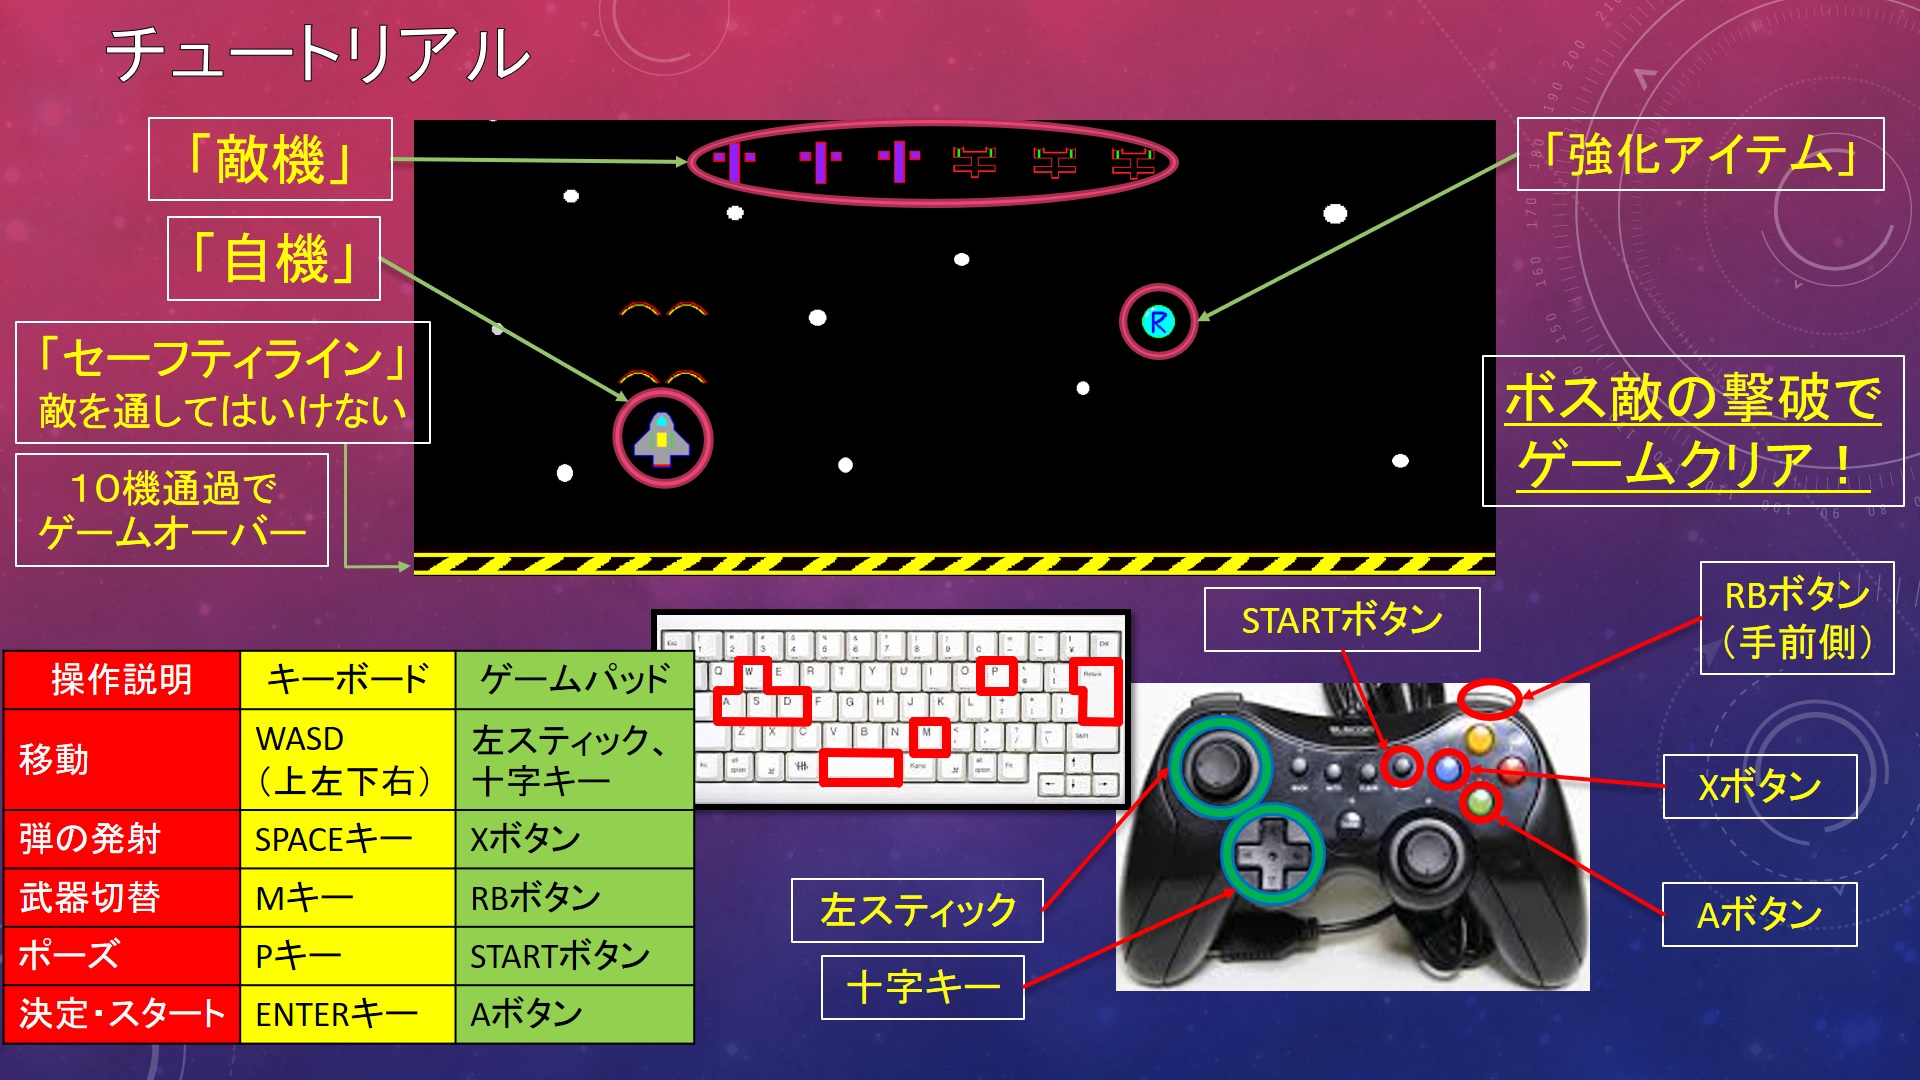 チュートリアル
「敵機」
「自機」
「セーフティライン」
敵を通してはいけない
１０機通過で
ゲームオーバー
「強化アイテム」
R
ボス敵の撃破で
ゲームクリア！
操作説明 キーボード ゲームパッド
移動 WASD（上左下右） 左スティック、十字キー
弾の発射 SPACEキー Xボタン
武器切替 Mキー RBボタン
ポーズ Pキー STARTボタン
決定・スタート ENTERキー Aボタン
Q W E R T Y U I O P
A S D F G H J K L
Z X C V B N M
STARTボタン
RBボタン
（手前側）
Xボタン
Aボタン
左スティック
十字キー
210
200
190
180
170
160
150